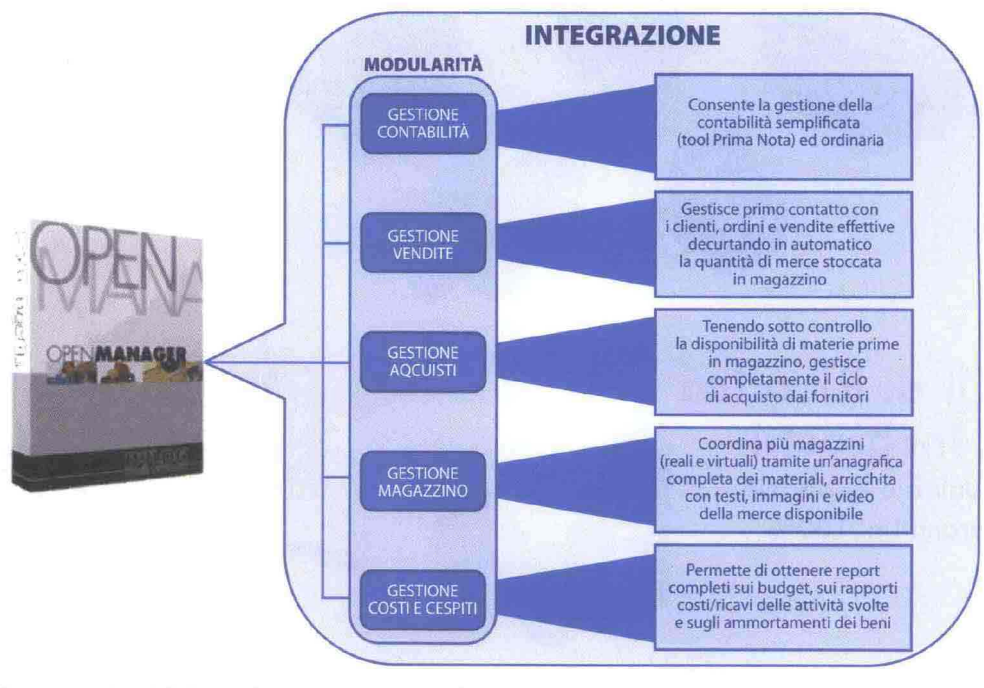 INTEGRAZIONE
MODULARITÀ
GESTIONE
CONTABILITÀ
Consente la gestione della
contabilità semplificata
(tool Prima Nota) ed ordinaria
GESTIONE
VENDITE
Gestisce primo contatto con
i clienti, ordini e vendite effettive
decurtando in automatico
la quantità di merce stoccata
in magazzino
OPEN
MANA
OPENMANAGER
GESTIONE
AQCUISTI
Tenendo sotto controllo
la disponibilità di materie prime
in magazzino, gestisce
completamente il ciclo
di acquisto dai fornitori
GESTIONE
MAGAZZINO
Coordina più magazzini
(reali e virtuali) tramite un'anagrafica
completa dei materiali, arricchita
con testi, immagini e video
della merce disponibile
GESTIONE
COSTI E CESPITI
Permette di ottenere report
completi sui budget, sui rapporti
costi/ricavi delle attività svolte
e sugli ammortamenti dei beni